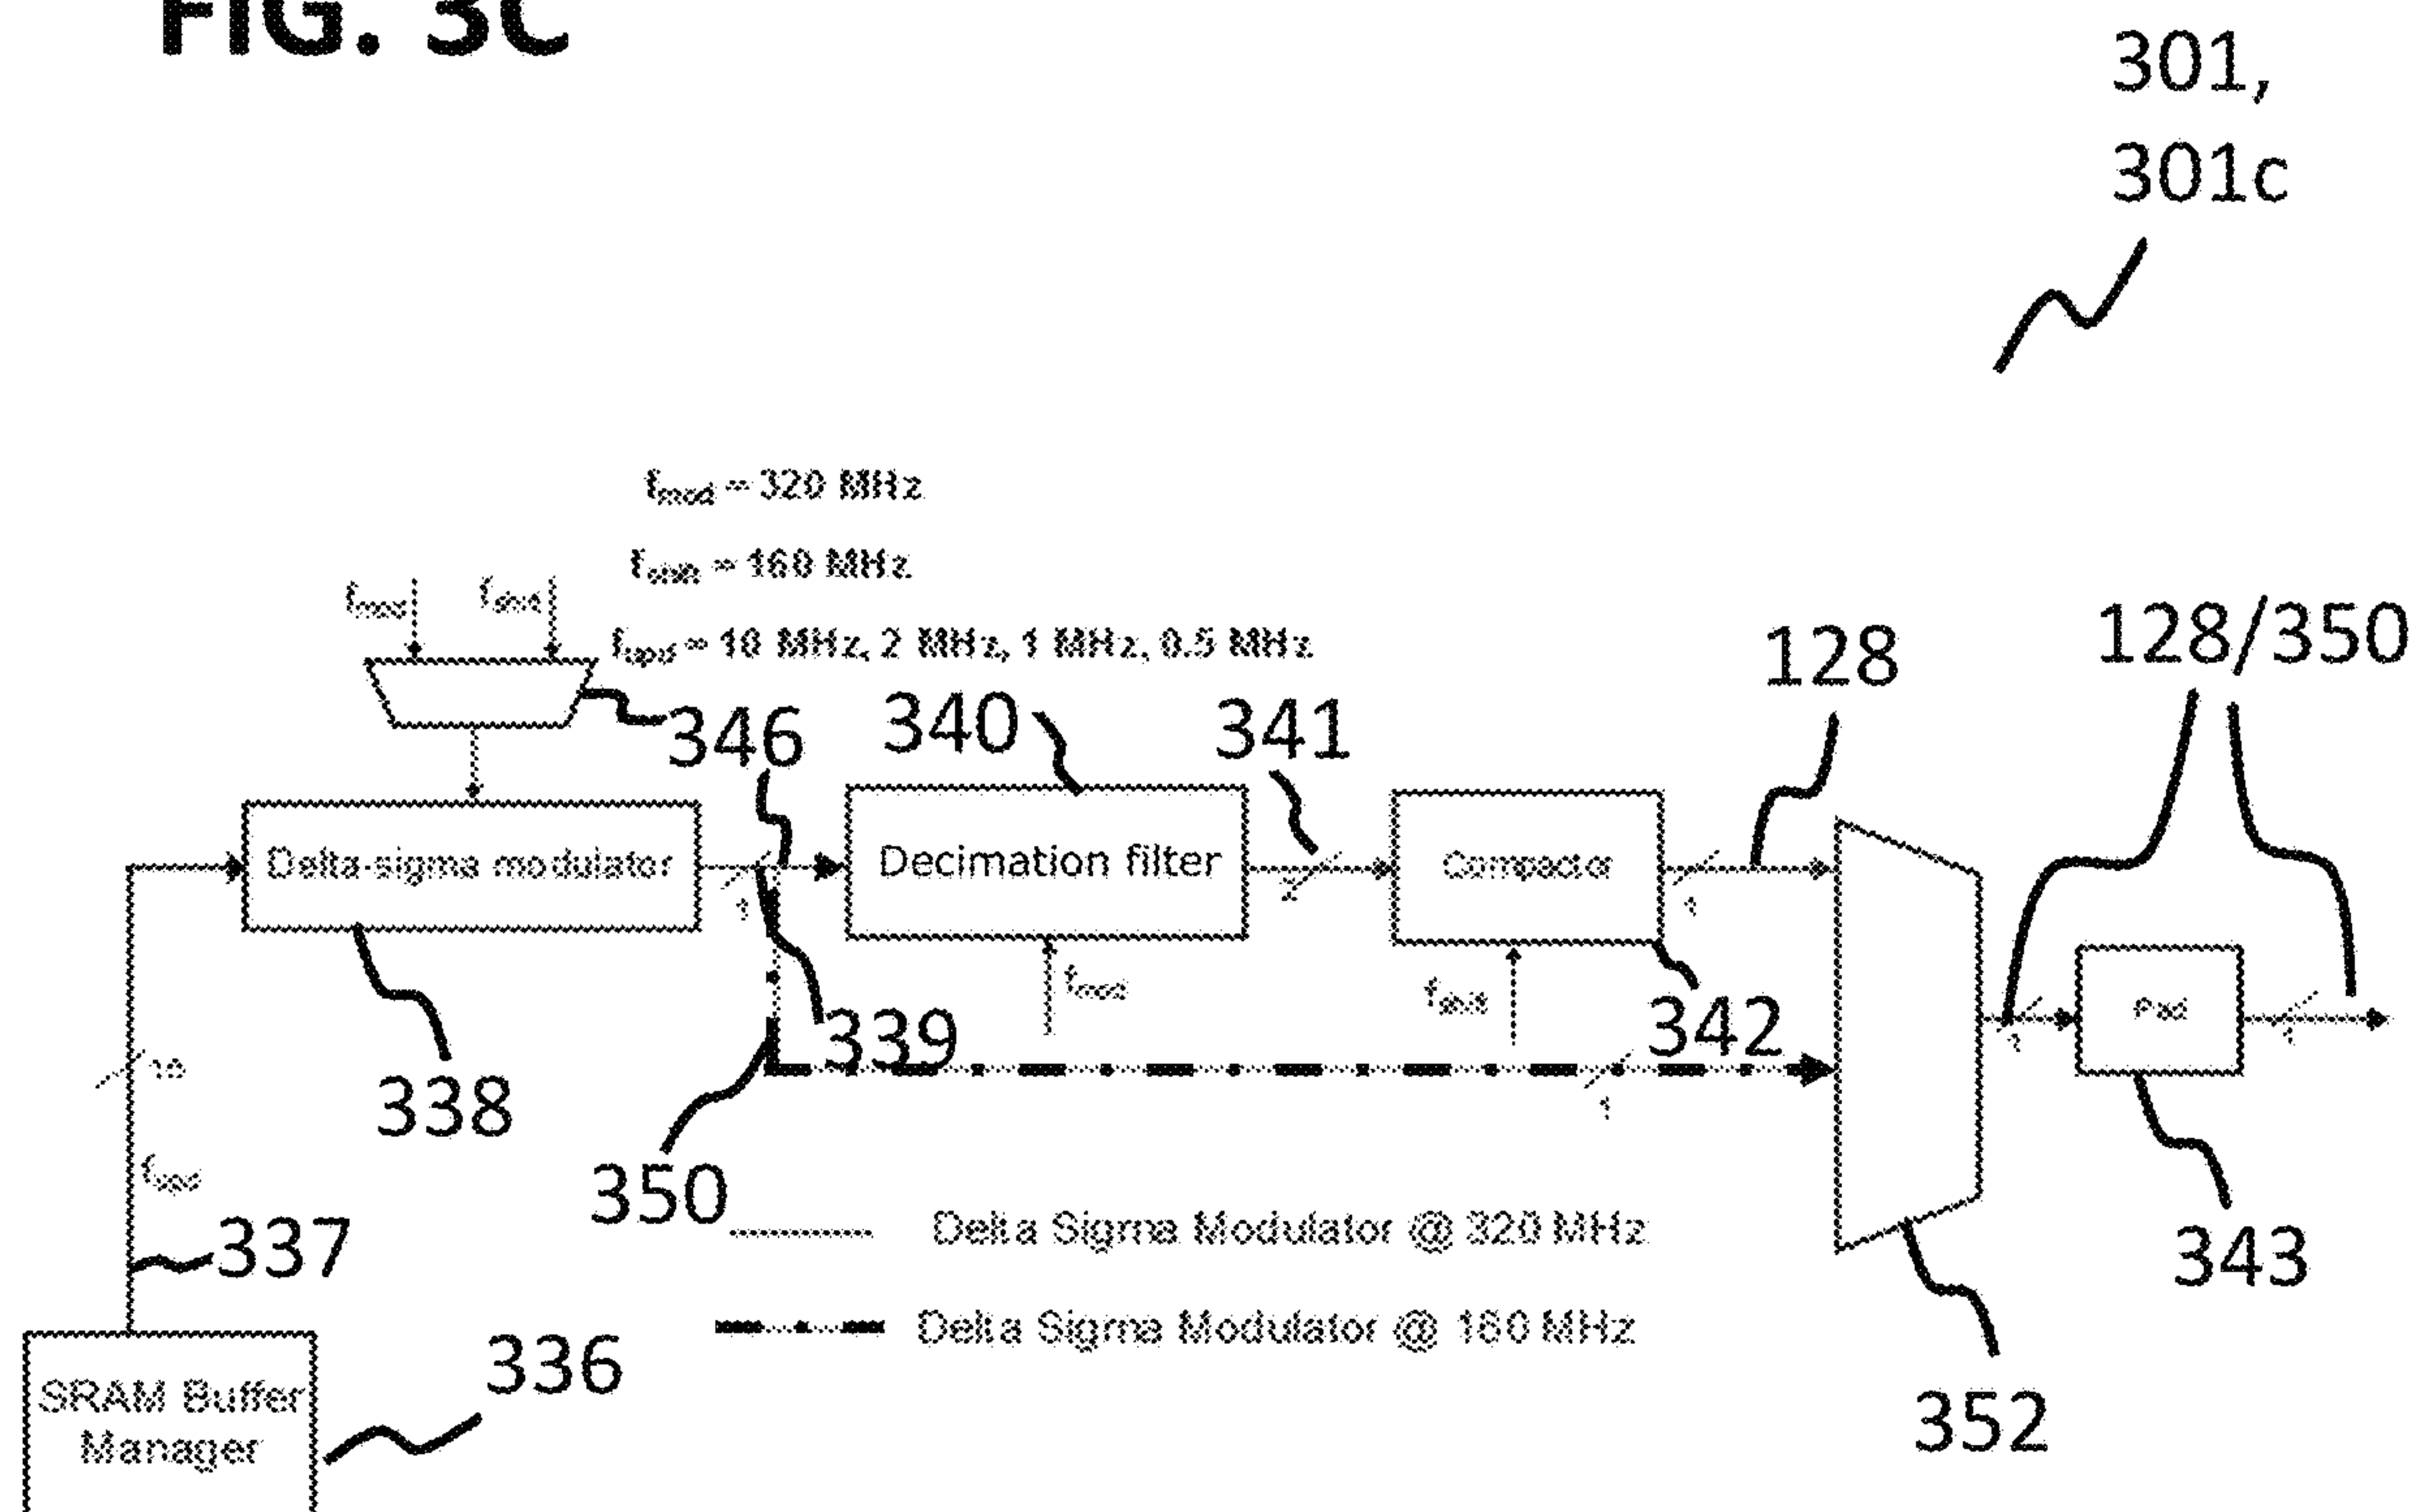 FIG. 3C
301,
301c
fmod = 320 MHz
fshift = 160 MHz
fmod
fshift
fupd = 10 MHz, 2 MHz, 1 MHz, 0.5 MHz
128
128/350
346
340
341
Delta-sigma modulator
Decimation filter
Compactor
1
2
1
fmod
fshift
Pad
1
1
10
338
339
342
1
fupd
350
337
Delta Sigma Modulator @ 320 MHz
343
Delta Sigma Modulator @ 160 MHz
336
352
SRAM Buffer
Manager